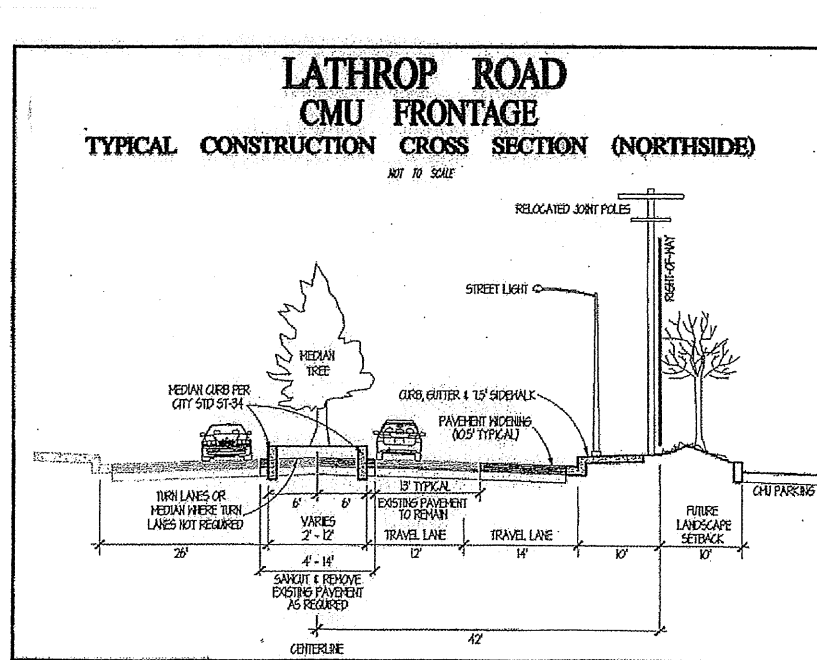 LATHROP ROAD
CMU FRONTAGE
TYPICAL CONSTRUCTION CROSS SECTION (NORTHSIDE)
NOT TO SCALE
RELOCATED JOINT POLES
RIGHT-OF-WAY
STREET LIGHT
MEDIAN
TREE
MEDIAN CURB PER
CITY STD ST-34
CURB, GUTTER & 7.5' SIDEWALK
PAVEMENT WIDENING
(10.5' TYPICAL)
TURN LANES OR
MEDIAN WHERE TURN
LANES NOT REQUIRED
6' 6'
13' TYPICAL
EXISTING PAVEMENT
TO REMAIN
CMU PARKING
VARIES
2' - 12'
TRAVEL LANE
TRAVEL LANE
FUTURE
LANDSCAPE
SETBACK
26'
12'
14'
10'
10'
4' - 14'
SAWCUT & REMOVE
EXISTING PAVEMENT
AS REQUIRED
42'
CENTERLINE